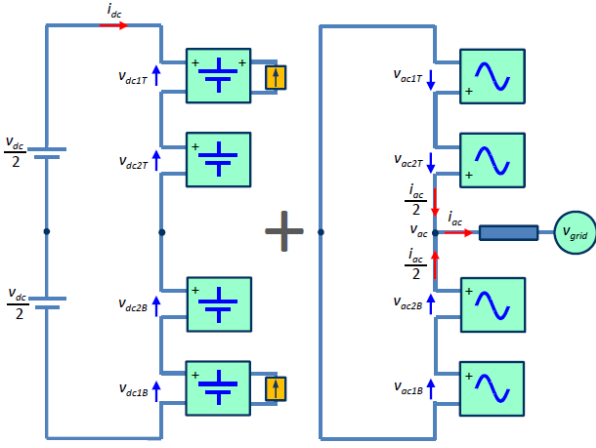 i_dc
+
+
v_dc1T
v_dc/2
v_dc2T
+
v_dc/2
v_dc2B
+
+
+
v_dc1B
+
v_ac1T
+
v_ac2T
+
i_ac/2
i_ac
v_ac
v_grid
i_ac/2
+
v_ac2B
+
v_ac1B